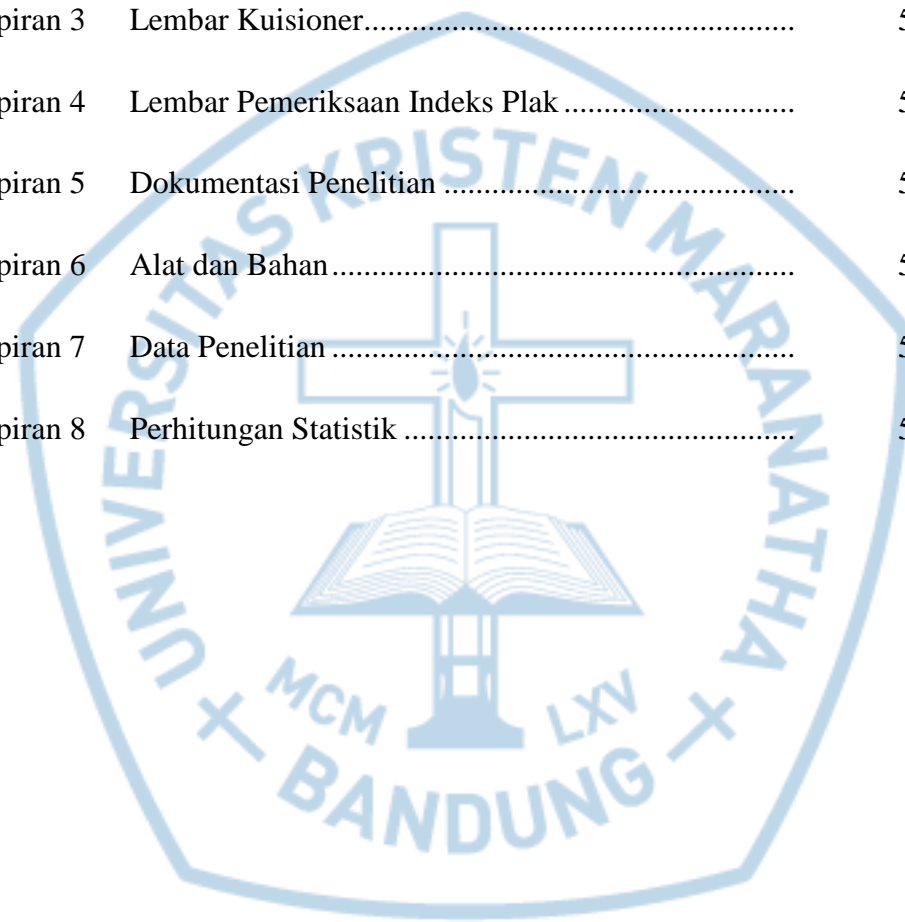 piran 3 Lembar Kuisioner...................................................... 5
piran 4 Lembar Pemeriksaan Indeks Plak ............................. 5
piran 5 Dokumentasi Penelitian ............................................ 5
piran 6 Alat dan Bahan.......................................................... 5
piran 7 Data Penelitian .......................................................... 5
piran 8 Perhitungan Statistik ................................................. 5
UNIVERSITAS KRISTEN MARANATHA
MCM LXV
BANDUNG